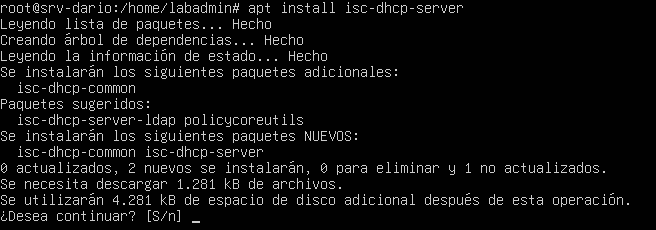 root@srv-dario:/home/labadmin# apt install isc-dhcp-server
Leyendo lista de paquetes... Hecho
Creando árbol de dependencias... Hecho
Leyendo la información de estado... Hecho
Se instalarán los siguientes paquetes adicionales:
  isc-dhcp-common
Paquetes sugeridos:
  isc-dhcp-server-ldap policycoreutils
Se instalarán los siguientes paquetes NUEVOS:
  isc-dhcp-common isc-dhcp-server
0 actualizados, 2 nuevos se instalarán, 0 para eliminar y 1 no actualizados.
Se necesita descargar 1.281 kB de archivos.
Se utilizarán 4.281 kB de espacio de disco adicional después de esta operación.
¿Desea continuar? [S/n] _